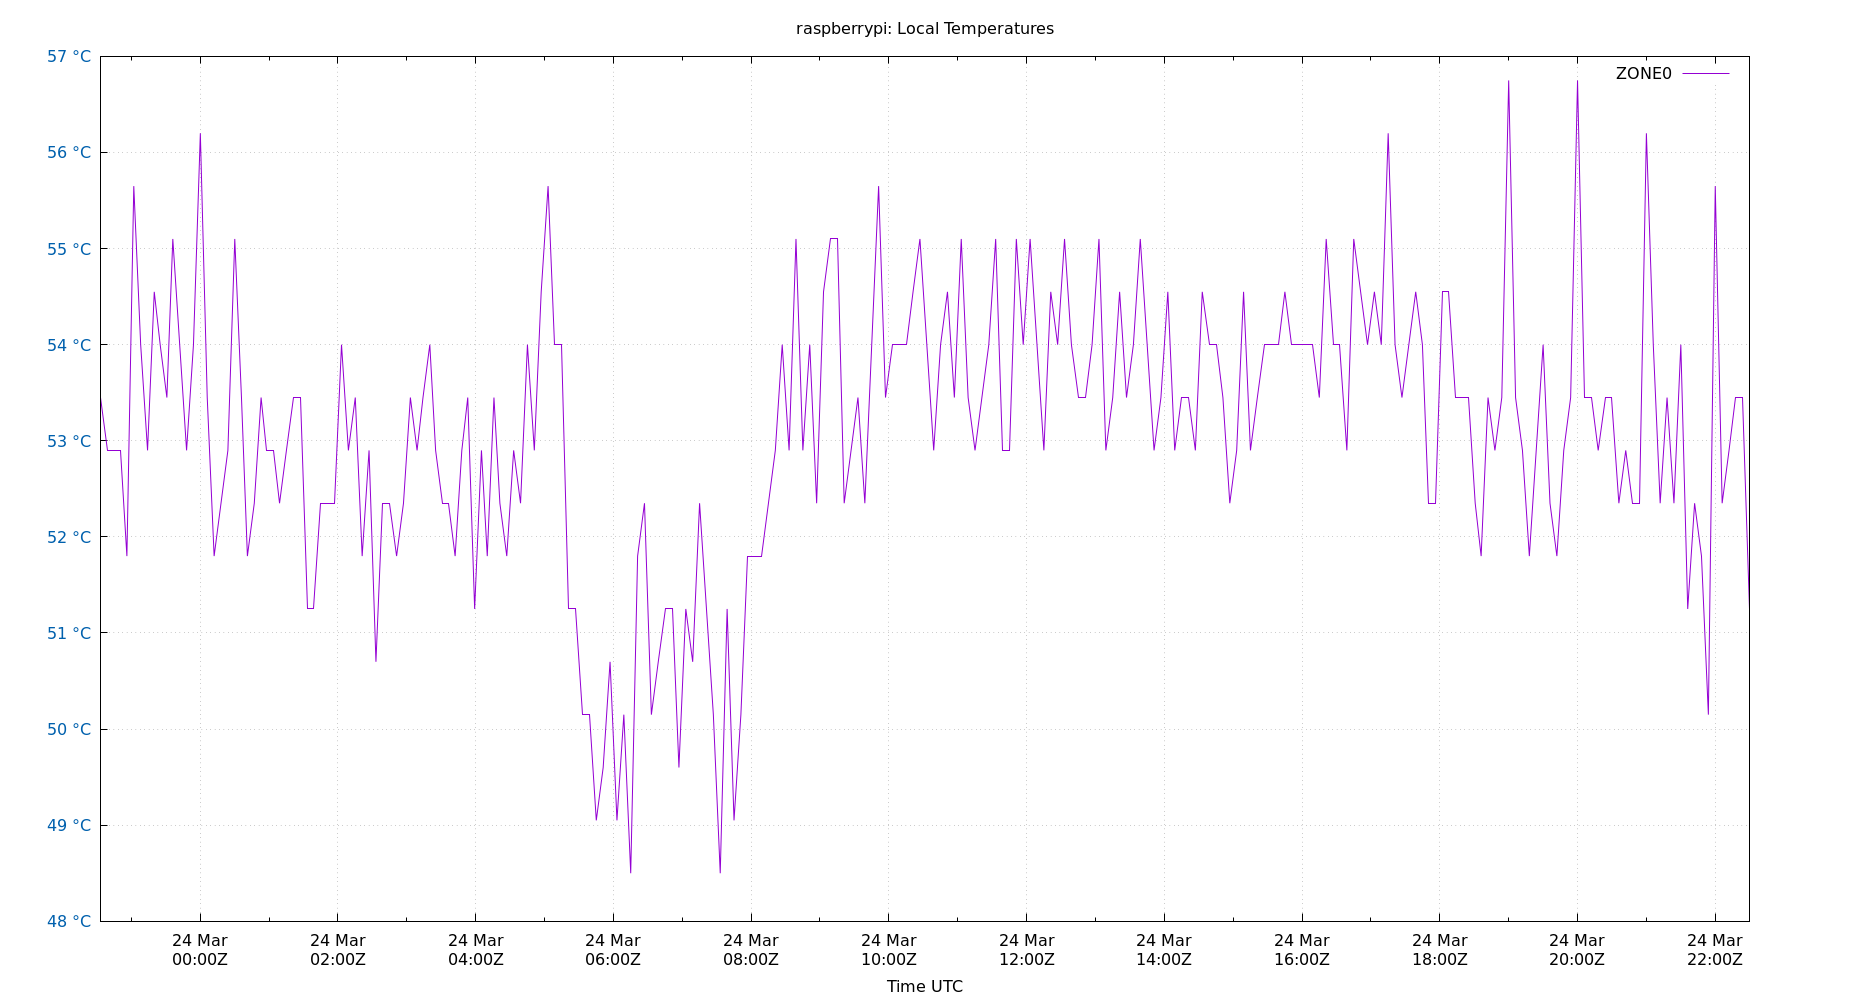 raspberrypi: Local Temperatures
ZONE0
57 °C
56 °C
55 °C
54 °C
53 °C
52 °C
51 °C
50 °C
49 °C
48 °C
24 Mar 24 Mar 24 Mar 24 Mar 24 Mar 24 Mar 24 Mar 24 Mar 24 Mar 24 Mar 24 Mar 24 Mar
00:00Z 02:00Z 04:00Z 06:00Z 08:00Z 10:00Z 12:00Z 14:00Z 16:00Z 18:00Z 20:00Z 22:00Z
Time UTC